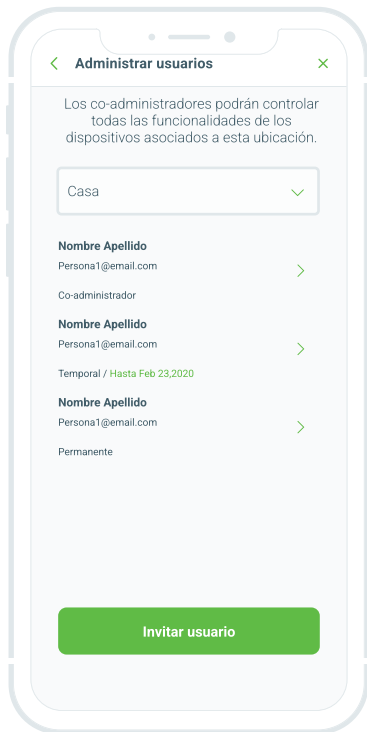 Administrar usuarios
Los co-administradores podrán controlar
todas las funcionalidades de los
dispositivos asociados a esta ubicación.
Casa
Nombre Apellido
Persona1@email.com
Co-administrador
Nombre Apellido
Persona1@email.com
Temporal / Hasta Feb 23,2020
Nombre Apellido
Persona1@email.com
Permanente
Invitar usuario